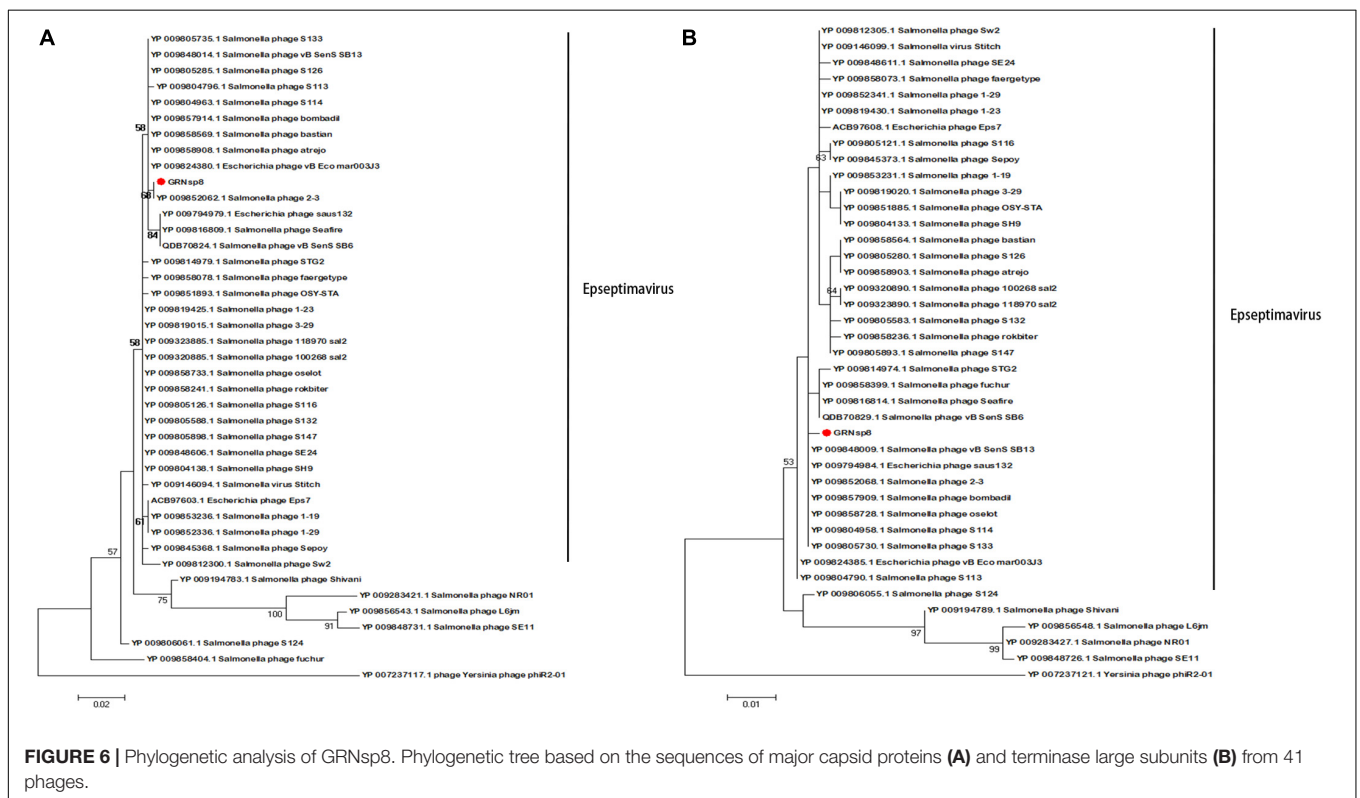 A
YP 009805735.1 Salmonella phage S133
YP 009848014.1 Salmonella phage vB SenS SB13
YP 009805285.1 Salmonella phage S126
YP 009804796.1 Salmonella phage S113
YP 009804963.1 Salmonella phage S114
YP 009857914.1 Salmonella phage bombadil
58
YP 009858569.1 Salmonella phage bastian
YP 009858908.1 Salmonella phage atrejo
YP 009824380.1 Escherichia phage vB Eco mar003J3
GRNsp8
68
YP 009852062.1 Salmonella phage 2-3
YP 009794979.1 Escherichia phage saus132
YP 009816809.1 Salmonella phage Seafire
84
QDB70824.1 Salmonella phage vB SenS SB6
YP 009814979.1 Salmonella phage STG2
YP 009858078.1 Salmonella phage faergetype
YP 009851893.1 Salmonella phage OSY-STA
YP 009819425.1 Salmonella phage 1-23
YP 009819015.1 Salmonella phage 3-29
58
YP 009323885.1 Salmonella phage 118970 sal2
YP 009320885.1 Salmonella phage 100268 sal2
YP 009858733.1 Salmonella phage oselot
YP 009858241.1 Salmonella phage rokbiter
YP 009805126.1 Salmonella phage S116
YP 009805588.1 Salmonella phage S132
YP 009805898.1 Salmonella phage S147
YP 009848606.1 Salmonella phage SE24
YP 009804138.1 Salmonella phage SH9
YP 009146094.1 Salmonella virus Stitch
ACB97603.1 Escherichia phage Eps7
YP 009853236.1 Salmonella phage 1-19
61
YP 009852336.1 Salmonella phage 1-29
YP 009845368.1 Salmonella phage Sepoy
57
YP 009812300.1 Salmonella phage Sw2
YP 009194783.1 Salmonella phage Shivani
75
YP 009283421.1 Salmonella phage NR01
100
YP 009856543.1 Salmonella phage L6jm
91
YP 009848731.1 Salmonella phage SE11
YP 009806061.1 Salmonella phage S124
YP 009858404.1 Salmonella phage fuchur
YP 007237117.1 phage Yersinia phage phiR2-01
0.02
Epseptimavirus
B
YP 009812305.1 Salmonella phage Sw2
YP 009146099.1 Salmonella virus Stitch
YP 009848611.1 Salmonella phage SE24
YP 009858073.1 Salmonella phage faergetype
YP 009852341.1 Salmonella phage 1-29
YP 009819430.1 Salmonella phage 1-23
ACB97608.1 Escherichia phage Eps7
YP 009805121.1 Salmonella phage S116
63
YP 009845373.1 Salmonella phage Sepoy
YP 009853231.1 Salmonella phage 1-19
YP 009819020.1 Salmonella phage 3-29
YP 009851885.1 Salmonella phage OSY-STA
YP 009804133.1 Salmonella phage SH9
YP 009858564.1 Salmonella phage bastian
YP 009805280.1 Salmonella phage S126
YP 009858903.1 Salmonella phage atrejo
64
YP 009320890.1 Salmonella phage 100268 sal2
YP 009323890.1 Salmonella phage 118970 sal2
YP 009805583.1 Salmonella phage S132
YP 009858236.1 Salmonella phage rokbiter
YP 009805893.1 Salmonella phage S147
YP 009814974.1 Salmonella phage STG2
YP 009858399.1 Salmonella phage fuchur
YP 009816814.1 Salmonella phage Seafire
QDB70829.1 Salmonella phage vB SenS SB6
GRNsp8
YP 009848009.1 Salmonella phage vB SenS SB13
53
YP 009794984.1 Escherichia phage saus132
YP 009852068.1 Salmonella phage 2-3
YP 009857909.1 Salmonella phage bombadil
YP 009858728.1 Salmonella phage oselot
YP 009804958.1 Salmonella phage S114
YP 009805730.1 Salmonella phage S133
YP 009824385.1 Escherichia phage vB Eco mar003J3
YP 009804790.1 Salmonella phage S113
YP 009806055.1 Salmonella phage S124
YP 009194789.1 Salmonella phage Shivani
97
YP 009856548.1 Salmonella phage L6jm
YP 009283427.1 Salmonella phage NR01
99
YP 009848726.1 Salmonella phage SE11
YP 007237121.1 Yersinia phage phiR2-01
0.01
Epseptimavirus
FIGURE 6 | Phylogenetic analysis of GRNsp8. Phylogenetic tree based on the sequences of major capsid proteins (A) and terminase large subunits (B) from 41
phages.